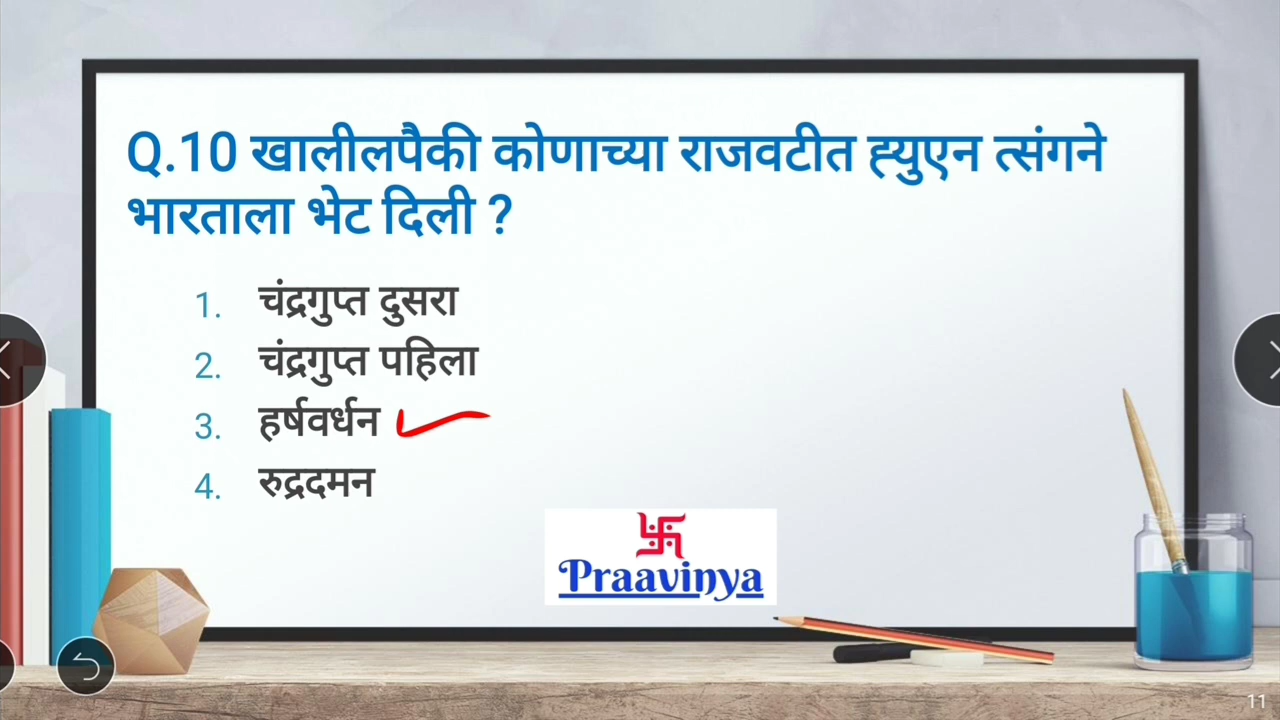 Q.10 खालीलपैकी कोणाच्या राजवटीत ह्युएन त्संगने
भारताला भेट दिली ?
1. चंद्रगुप्त दुसरा
2. चंद्रगुप्त पहिला
3. हर्षवर्धन
4. रुद्रदमन
Praavinya
11